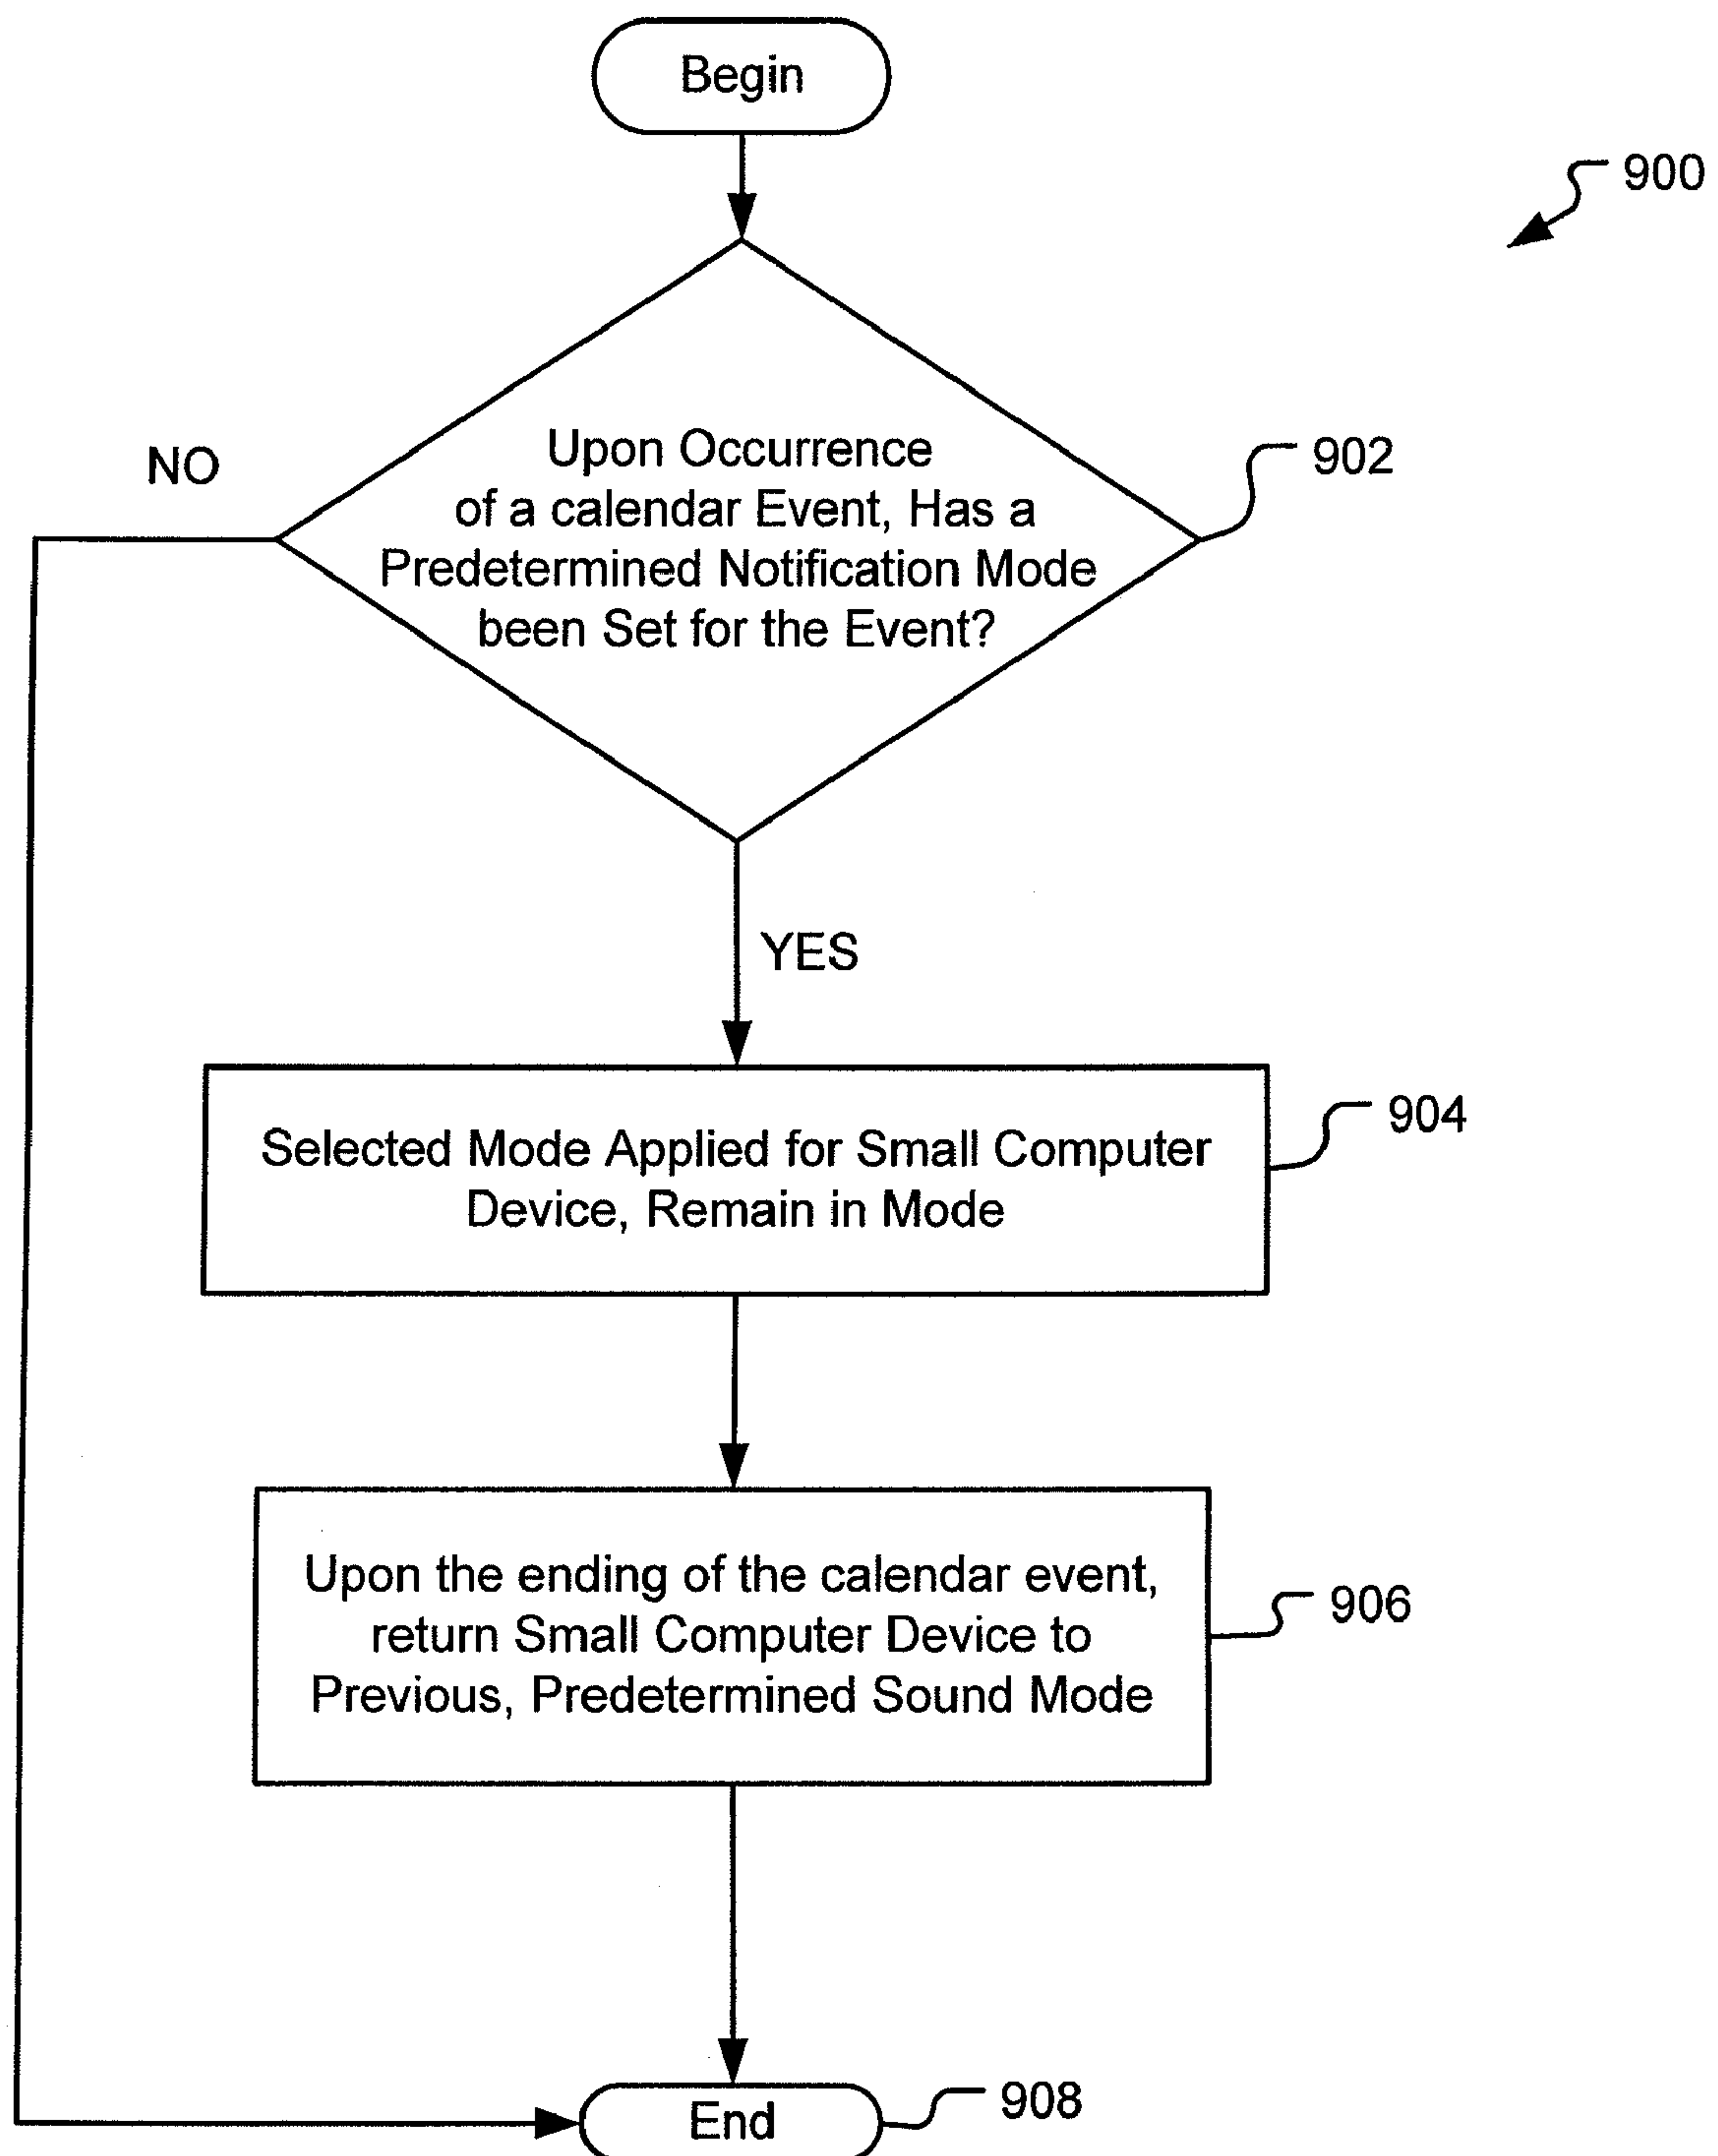 Begin
900
Upon Occurrence
of a calendar Event, Has a
Predetermined Notification Mode
been Set for the Event?
902
NO
YES
Selected Mode Applied for Small Computer
Device, Remain in Mode
904
Upon the ending of the calendar event,
return Small Computer Device to
Previous, Predetermined Sound Mode
906
End
908